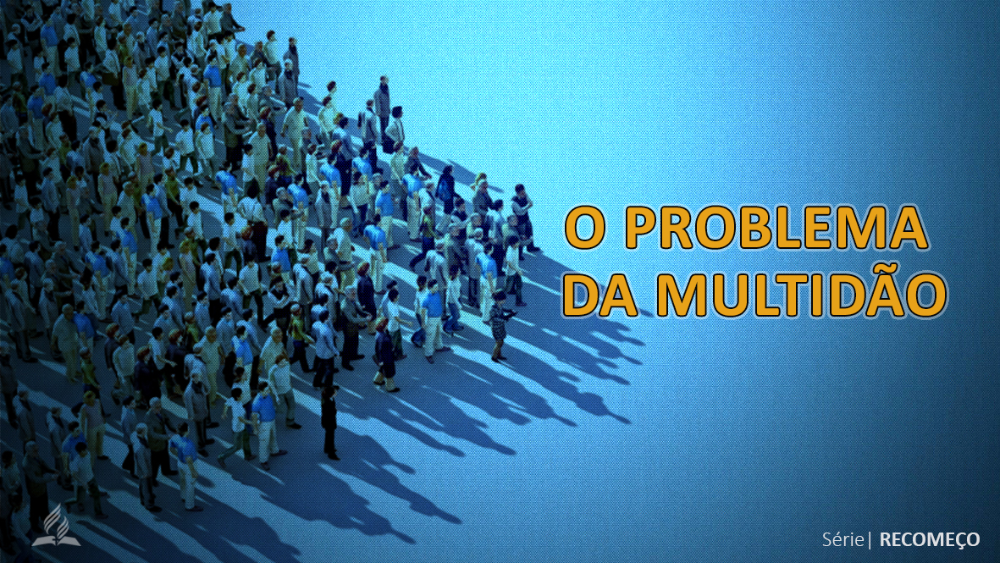 O PROBLEMA
DA MULTIDÃO
Série| RECOMEÇO